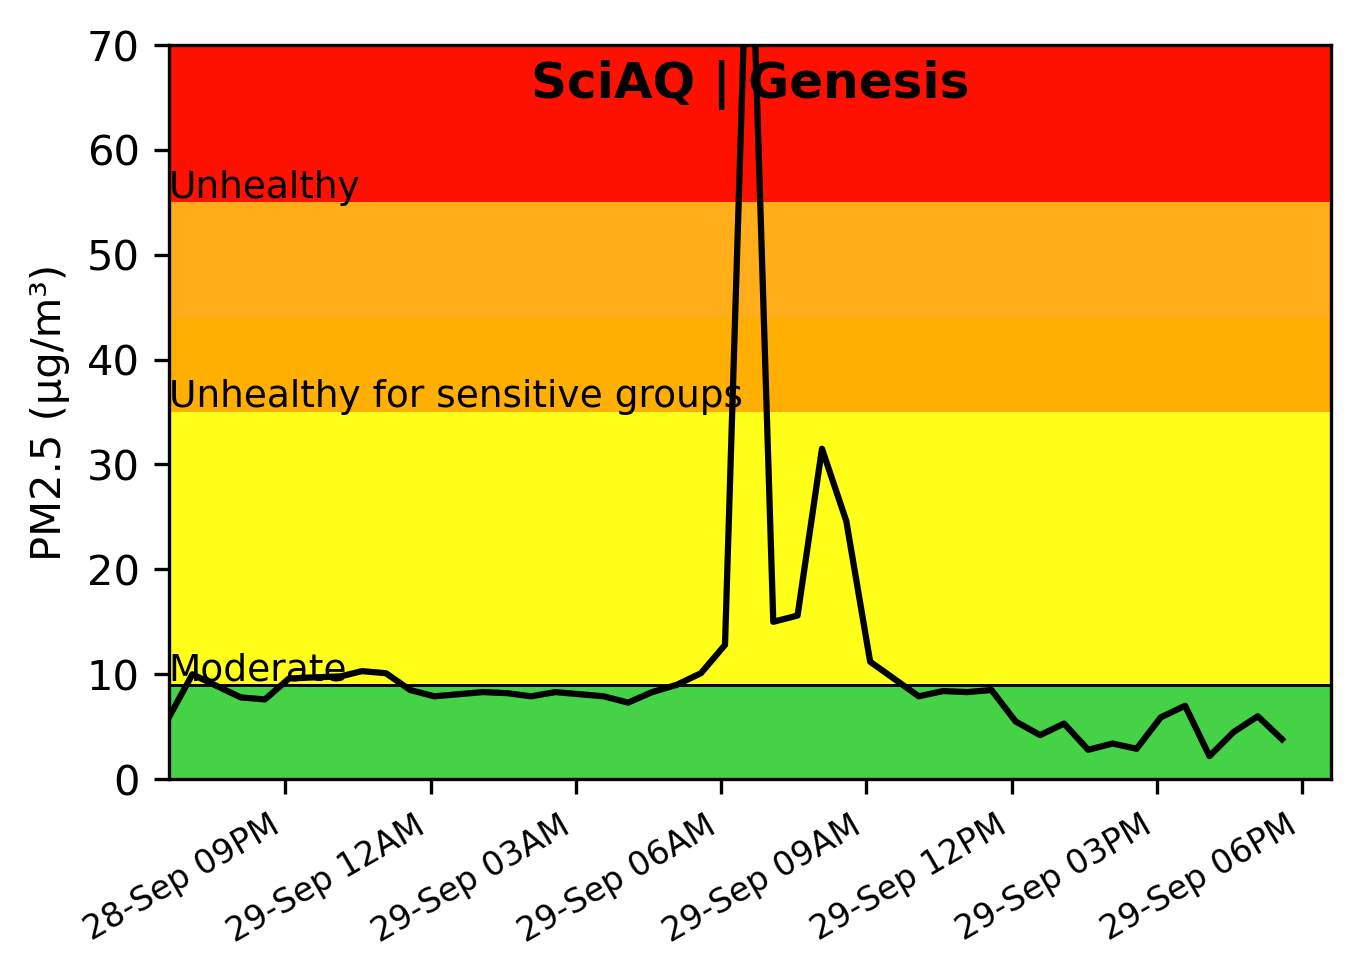 SciAQ | Genesis
PM2.5 (µg/m³)
70
60
50
40
30
20
10
0
Unhealthy
Unhealthy for sensitive groups
Moderate
28-Sep 09PM
29-Sep 12AM
29-Sep 03AM
29-Sep 06AM
29-Sep 09AM
29-Sep 12PM
29-Sep 03PM
29-Sep 06PM